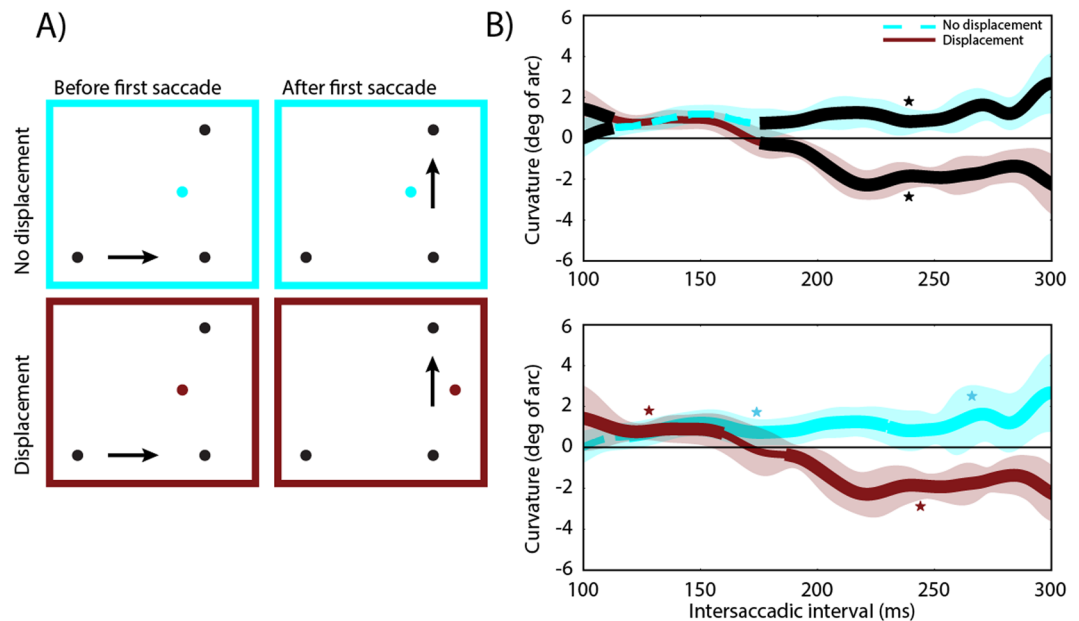 A)
Before first saccade
After first saccade
No displacement
Displacement
B)
No displacement
Displacement
Curvature (deg of arc)
6
4
2
0
-2
-4
-6
100
150
200
250
300
Curvature (deg of arc)
6
4
2
0
-2
-4
-6
100
150
200
250
300
Intersaccadic interval (ms)